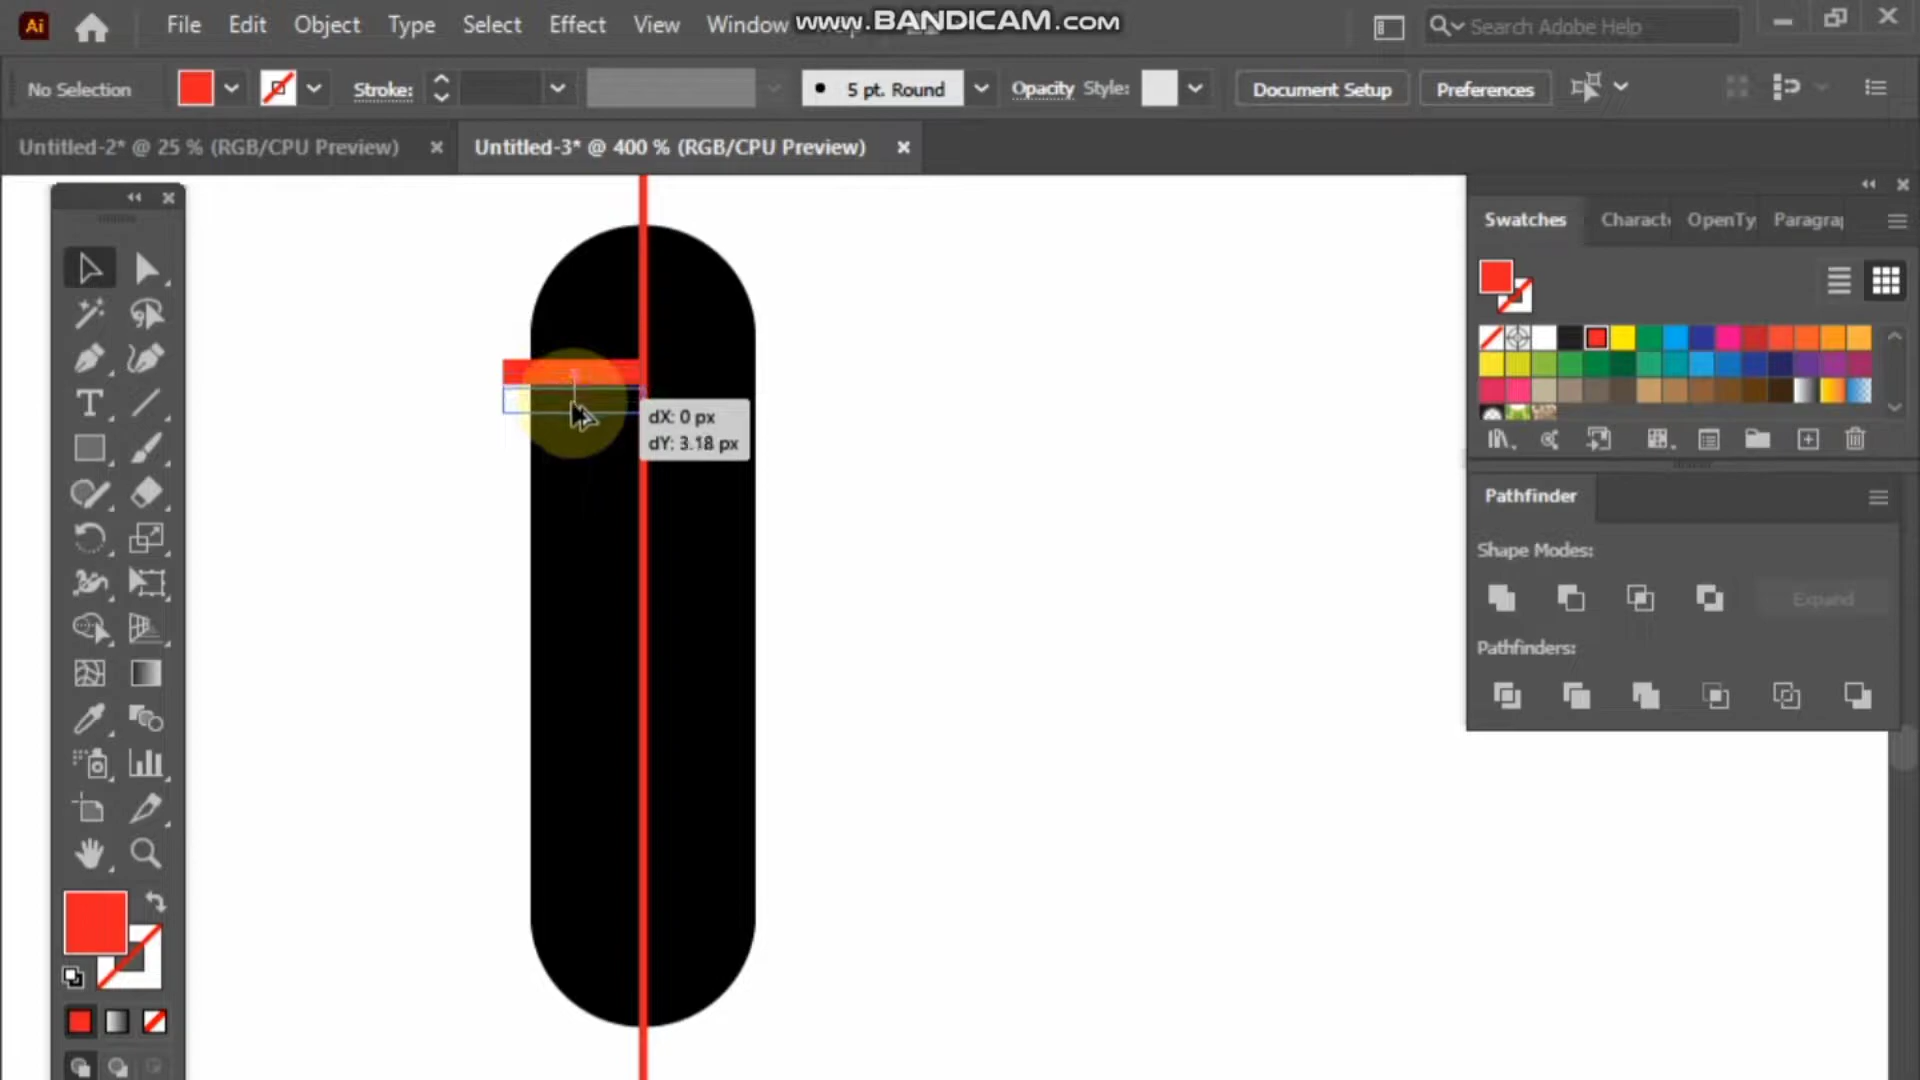 Ai File Edit Object Type Select Effect View Window www.BANDICAM.com Search Adobe Help
No Selection Stroke: 5 pt. Round Opacity Style: Document Setup Preferences
Untitled-2* @ 25 % (RGB/CPU Preview) Untitled-3* @ 400 % (RGB/CPU Preview)
Swatches Characte OpenTy Paragra
dX: 0 px
dY: 3.18 px
Pathfinder
Shape Modes:
Expand
Pathfinders: